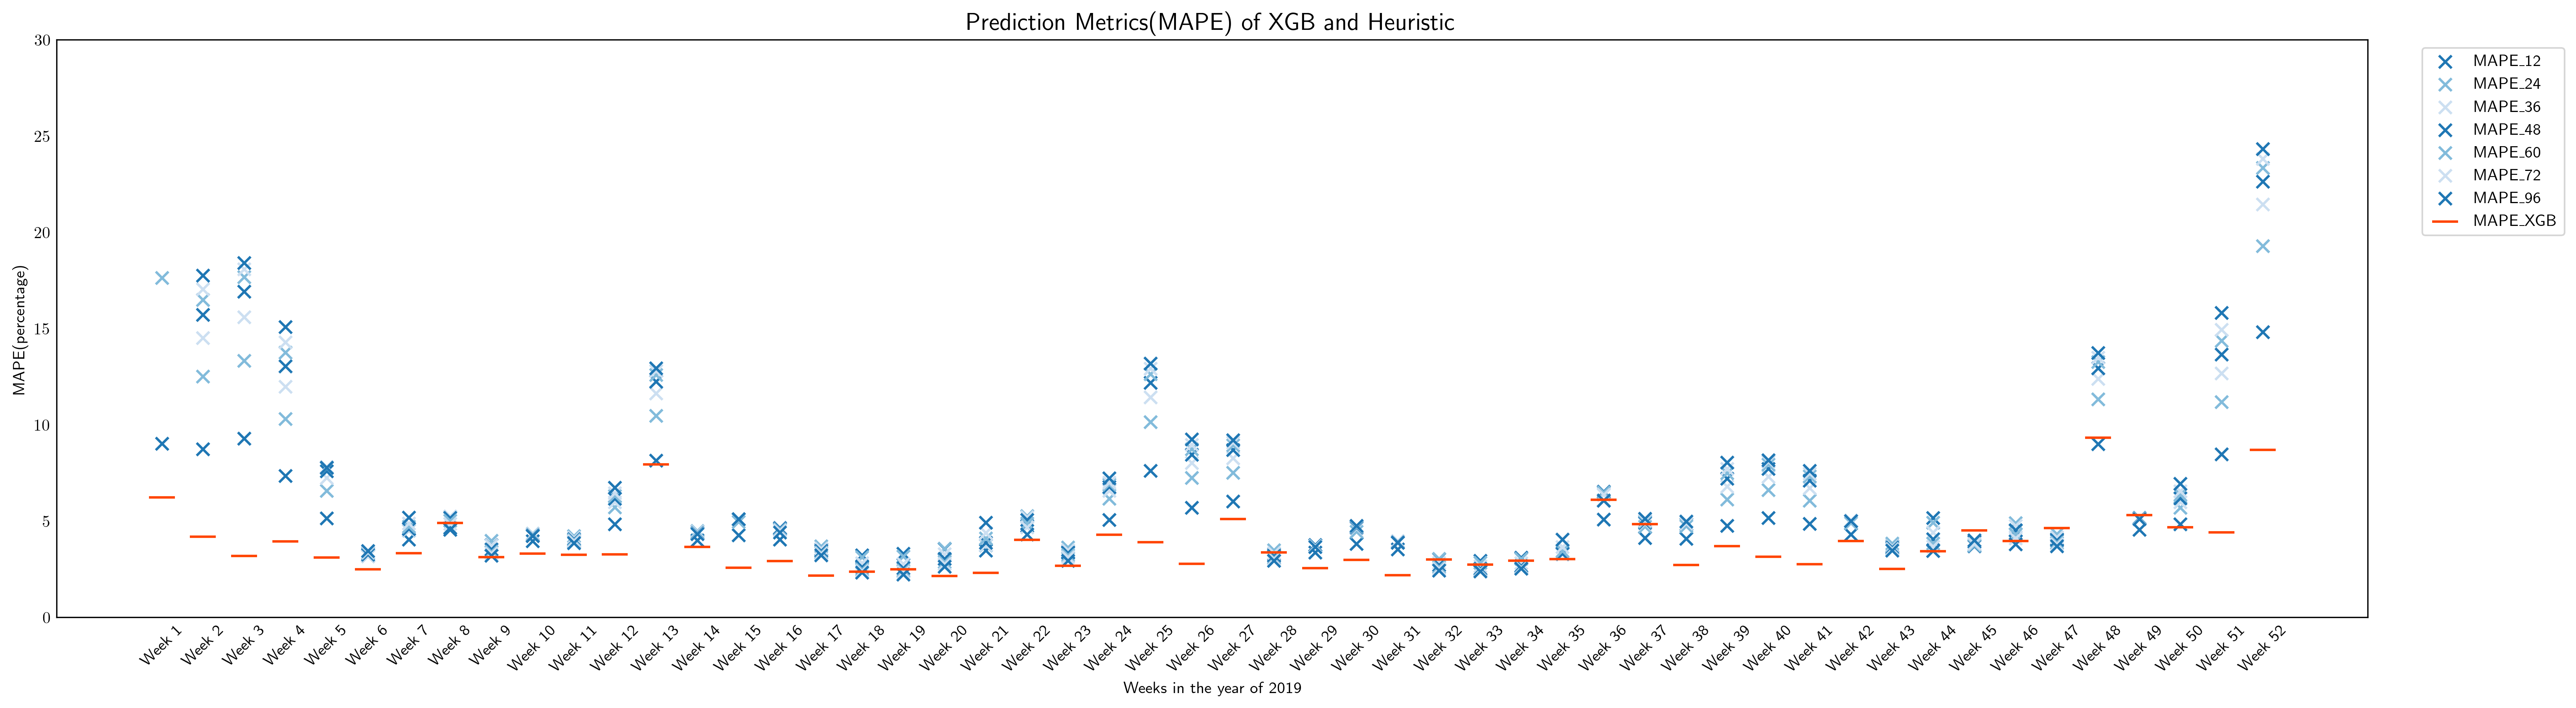 Prediction Metrics(MAPE) of XGB and Heuristic
MAPE(percentage)
30
25
20
15
10
5
0
MAPE_12
MAPE_24
MAPE_36
MAPE_48
MAPE_60
MAPE_72
MAPE_96
MAPE_XGB
Week 1
Week 2
Week 3
Week 4
Week 5
Week 6
Week 7
Week 8
Week 9
Week 10
Week 11
Week 12
Week 13
Week 14
Week 15
Week 16
Week 17
Week 18
Week 19
Week 20
Week 21
Week 22
Week 23
Week 24
Week 25
Week 26
Week 27
Week 28
Week 29
Week 30
Week 31
Week 32
Week 33
Week 34
Week 35
Week 36
Week 37
Week 38
Week 39
Week 40
Week 41
Week 42
Week 43
Week 44
Week 45
Week 46
Week 47
Week 48
Week 49
Week 50
Week 51
Week 52
Weeks in the year of 2019